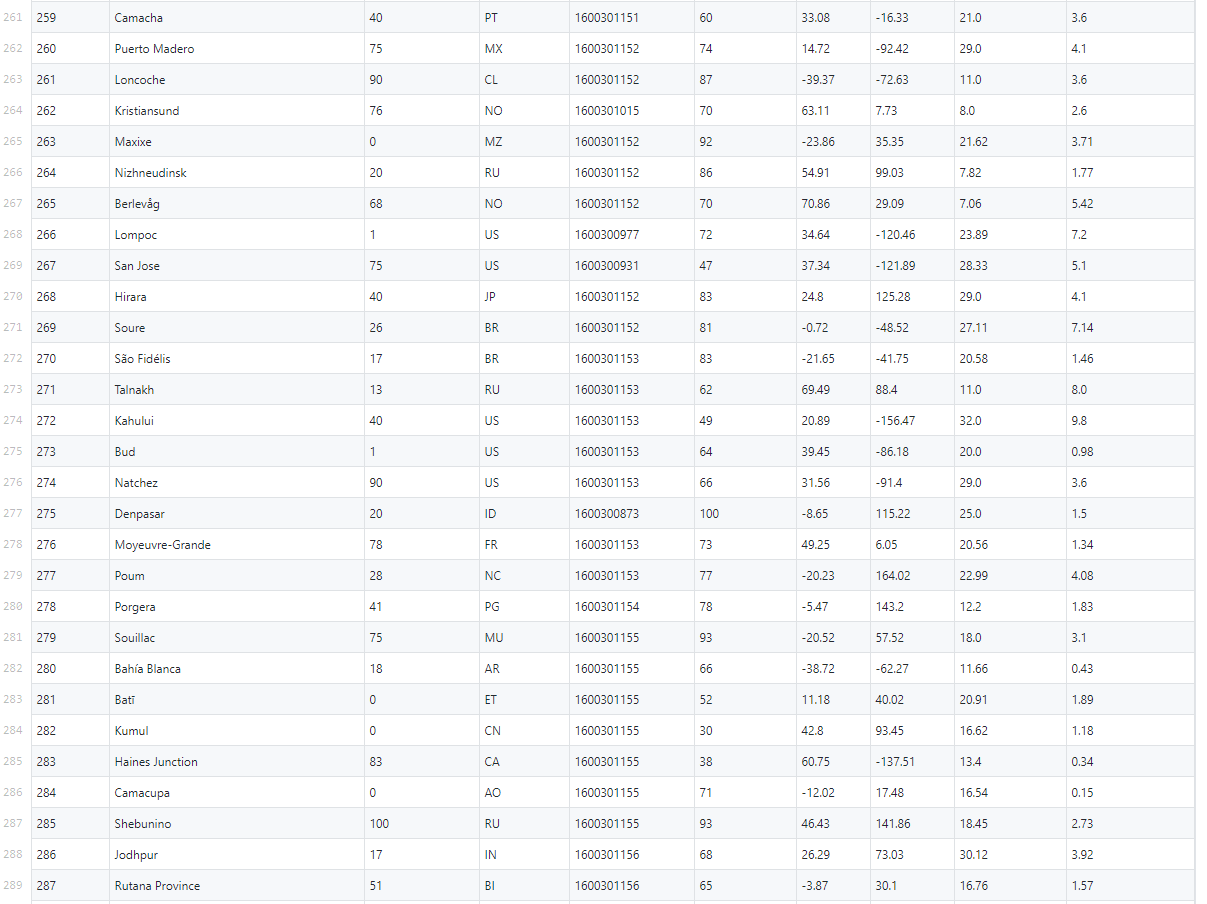 261 259 Camacha 40 PT 1600301151 60 33.08 -16.33 21.0 3.6
262 260 Puerto Madero 75 MX 1600301152 74 14.72 -92.42 29.0 4.1
263 261 Loncoche 90 CL 1600301152 87 -39.37 -72.63 11.0 3.6
264 262 Kristiansund 76 NO 1600301015 70 63.11 7.73 8.0 2.6
265 263 Maxixe 0 MZ 1600301152 92 -23.86 35.35 21.62 3.71
266 264 Nizhneudinsk 20 RU 1600301152 86 54.91 99.03 7.82 1.77
267 265 Berlevåg 68 NO 1600301152 70 70.86 29.09 7.06 5.42
268 266 Lompoc 1 US 1600300977 72 34.64 -120.46 23.89 7.2
269 267 San Jose 75 US 1600300931 47 37.34 -121.89 28.33 5.1
270 268 Hirara 40 JP 1600301152 83 24.8 125.28 29.0 4.1
271 269 Soure 26 BR 1600301152 81 -0.72 -48.52 27.11 7.14
272 270 São Fidélis 17 BR 1600301153 83 -21.65 -41.75 20.58 1.46
273 271 Talnakh 13 RU 1600301153 62 69.49 88.4 11.0 8.0
274 272 Kahului 40 US 1600301153 49 20.89 -156.47 32.0 9.8
275 273 Bud 1 US 1600301153 64 39.45 -86.18 20.0 0.98
276 274 Natchez 90 US 1600301153 66 31.56 -91.4 29.0 3.6
277 275 Denpasar 20 ID 1600300873 100 -8.65 115.22 25.0 1.5
278 276 Moyeuvre-Grande 78 FR 1600301153 73 49.25 6.05 20.56 1.34
279 277 Poum 28 NC 1600301153 77 -20.23 164.02 22.99 4.08
280 278 Porgera 41 PG 1600301154 78 -5.47 143.2 12.2 1.83
281 279 Souillac 75 MU 1600301155 93 -20.52 57.52 18.0 3.1
282 280 Bahía Blanca 18 AR 1600301155 66 -38.72 -62.27 11.66 0.43
283 281 Batī 0 ET 1600301155 52 11.18 40.02 20.91 1.89
284 282 Kumul 0 CN 1600301155 30 42.8 93.45 16.62 1.18
285 283 Haines Junction 83 CA 1600301155 38 60.75 -137.51 13.4 0.34
286 284 Camacupa 0 AO 1600301155 71 -12.02 17.48 16.54 0.15
287 285 Shebunino 100 RU 1600301155 93 46.43 141.86 18.45 2.73
288 286 Jodhpur 17 IN 1600301156 68 26.29 73.03 30.12 3.92
289 287 Rutana Province 51 BI 1600301156 65 -3.87 30.1 16.76 1.57